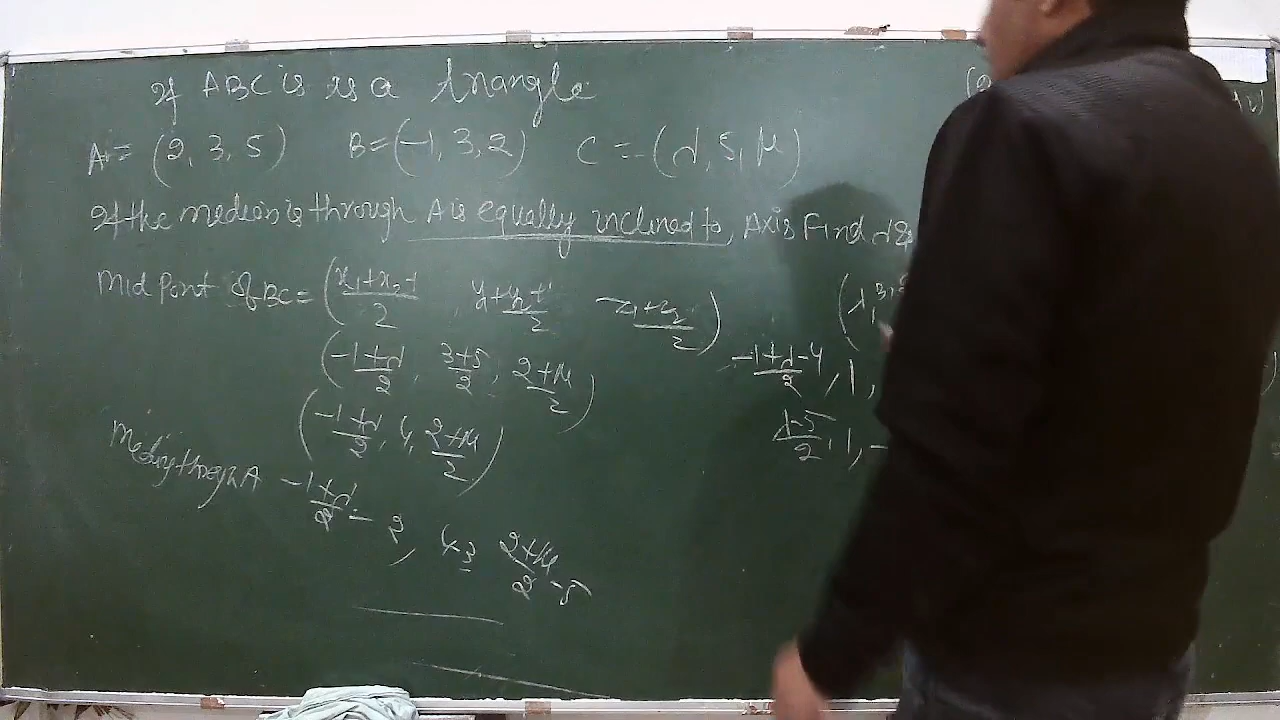 If ABC is is a triangle
A = (2, 3, 5) B = (-1, 3, 2) C = (λ, 5, μ)
If the median is through A is equally inclined to, Axis Find λ &
Mid Point of BC = (x₁+x₂/2, y₁+y₂/2, z₁+z₂/2)
(-1+λ/2, 3+5/2, 2+μ/2)
(-1+λ/2, 4, 2+μ/2)
through A -1+λ/2 - 2, 4-3 2+μ/2 - 5
-1+λ-4/2, 1,
λ-5/2, 1,